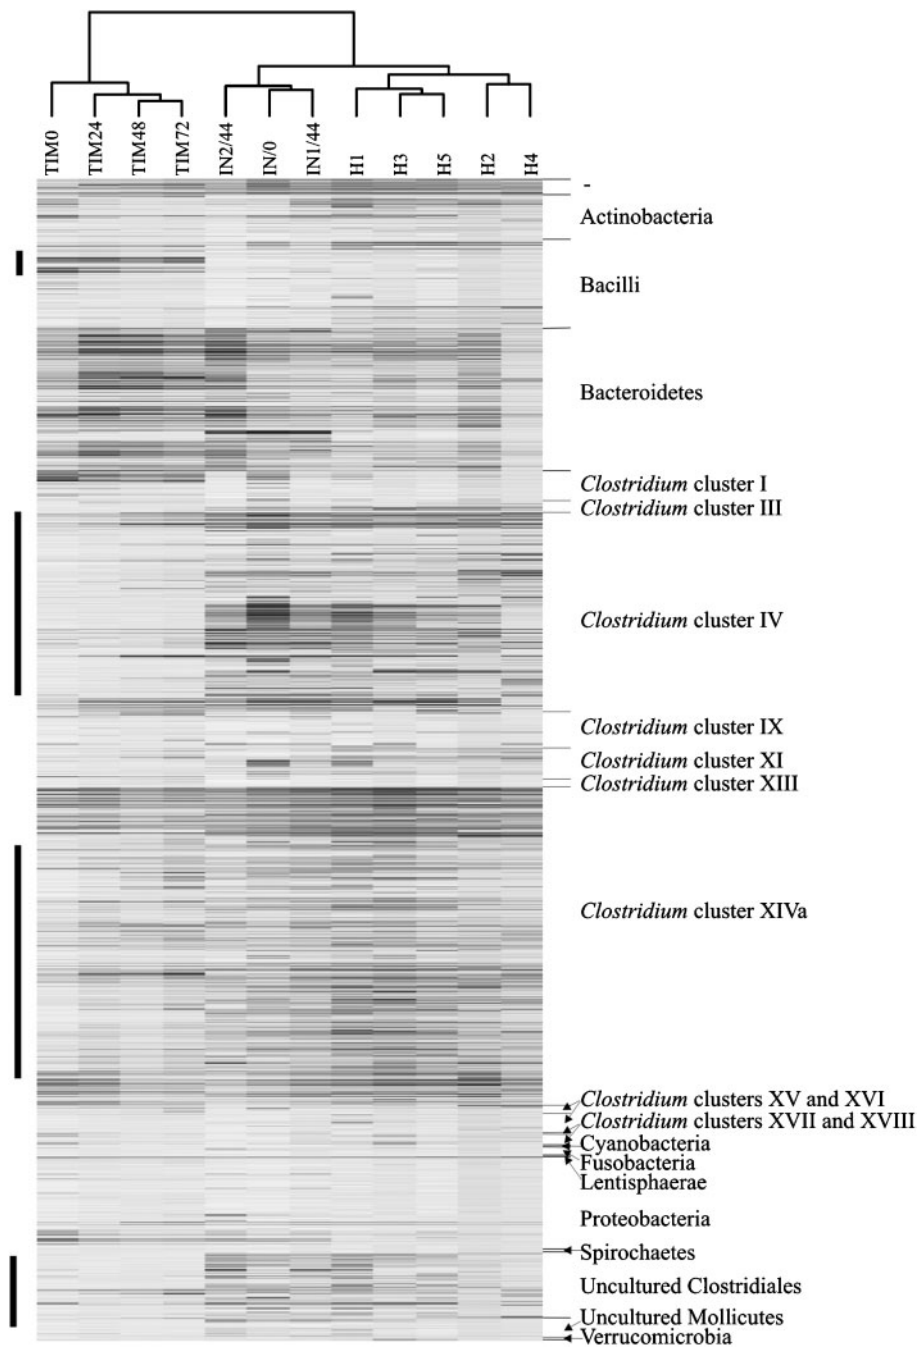 TIM0
TIM24
TIM48
TIM72
IN2/44
IN/0
IN1/44
H1
H3
H5
H2
H4
-
Actinobacteria
Bacilli
Bacteroidetes
Clostridium cluster I
Clostridium cluster III
Clostridium cluster IV
Clostridium cluster IX
Clostridium cluster XI
Clostridium cluster XIII
Clostridium cluster XIVa
Clostridium clusters XV and XVI
Clostridium clusters XVII and XVIII
Cyanobacteria
Fusobacteria
Lentisphaerae
Proteobacteria
Spirochaetes
Uncultured Clostridiales
Uncultured Mollicutes
Verrucomicrobia